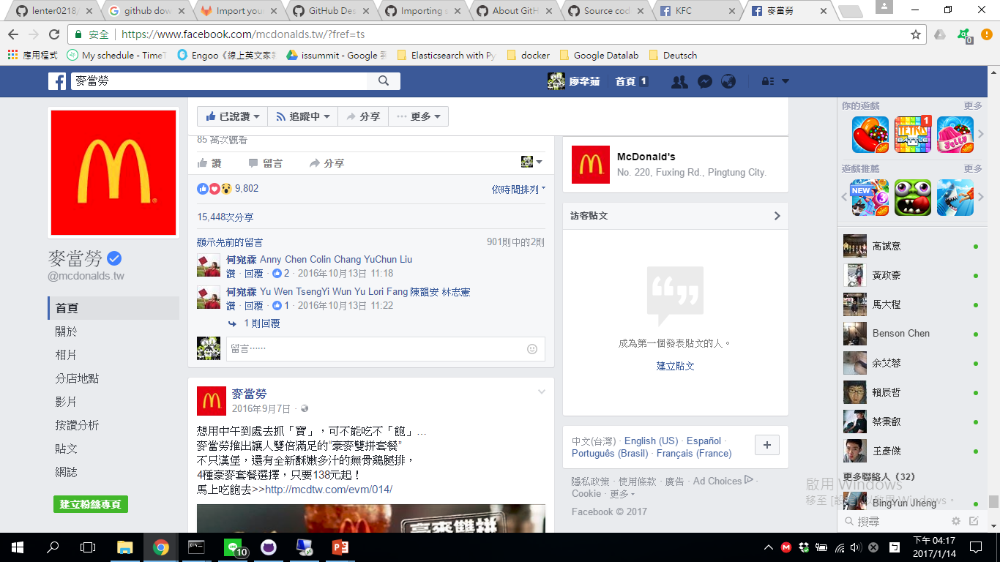 lenter0218/
github dow
Import your
GitHub Des
Importing s
About GitH
Source coo
KFC
麥當勞
安全
https://www.facebook.com/mcdonalds.tw/?fref=ts
0
應用程式
My schedule - TimeT
Engoo《線上英文家教
issummit - Google 雲
Elasticsearch with Py
docker
Google Datalab
Deutsch
麥當勞
廖韋茹
首頁 1
已說讚
追蹤中
分享
更多
85 萬次觀看
讚
留言
分享
9,802
依時間排列
15,448次分享
顯示先前的留言
901則中的2則
何宛霖 Anny Chen Colin Chang YuChun Liu
讚 · 回覆 · 2 · 2016年10月13日 11:18
何宛霖 Yu Wen TsengYi Wun Yu Lori Fang 陳韻安 林志憲
讚 · 回覆 · 1 · 2016年10月13日 11:22
1 則回覆
留言……
麥當勞
@mcdonalds.tw
首頁
關於
相片
分店地點
影片
按讚分析
貼文
網誌
建立粉絲專頁
麥當勞
2016年9月7日 ·
想用中午到處去抓「寶」，可不能吃不「飽」…
麥當勞推出讓人雙倍滿足的“豪麥雙拼套餐”
不只漢堡，還有全新酥嫩多汁的無骨鷄腿排，
4種豪麥套餐選擇，只要138元起！
馬上吃飽去>>http://mcdtw.com/evm/014/
豪麥雙拼
McDonald's
No. 220, Fuxing Rd., Pingtung City.
訪客貼文
成為第一個發表貼文的人。
建立貼文
中文(台灣) · English (US) · Español ·
Português (Brasil) · Français (France)
隱私政策 · 使用條款 · 廣告 · Ad Choices ·
Cookie · 更多
Facebook © 2017
你的遊戲
更多
TETRIS
BATTLE
1
Jelly
遊戲推薦
更多
NEW
高誠意
黃政豪
馬大程
Benson Chen
余艾蓉
賴辰哲
蔡秉叡
王彥傑
更多聯絡人（32）
BingYun Jheng
搜尋
啟用 Windows
移至 [設定] 以啟用 Windows。
10
下午 04:17
2017/1/14